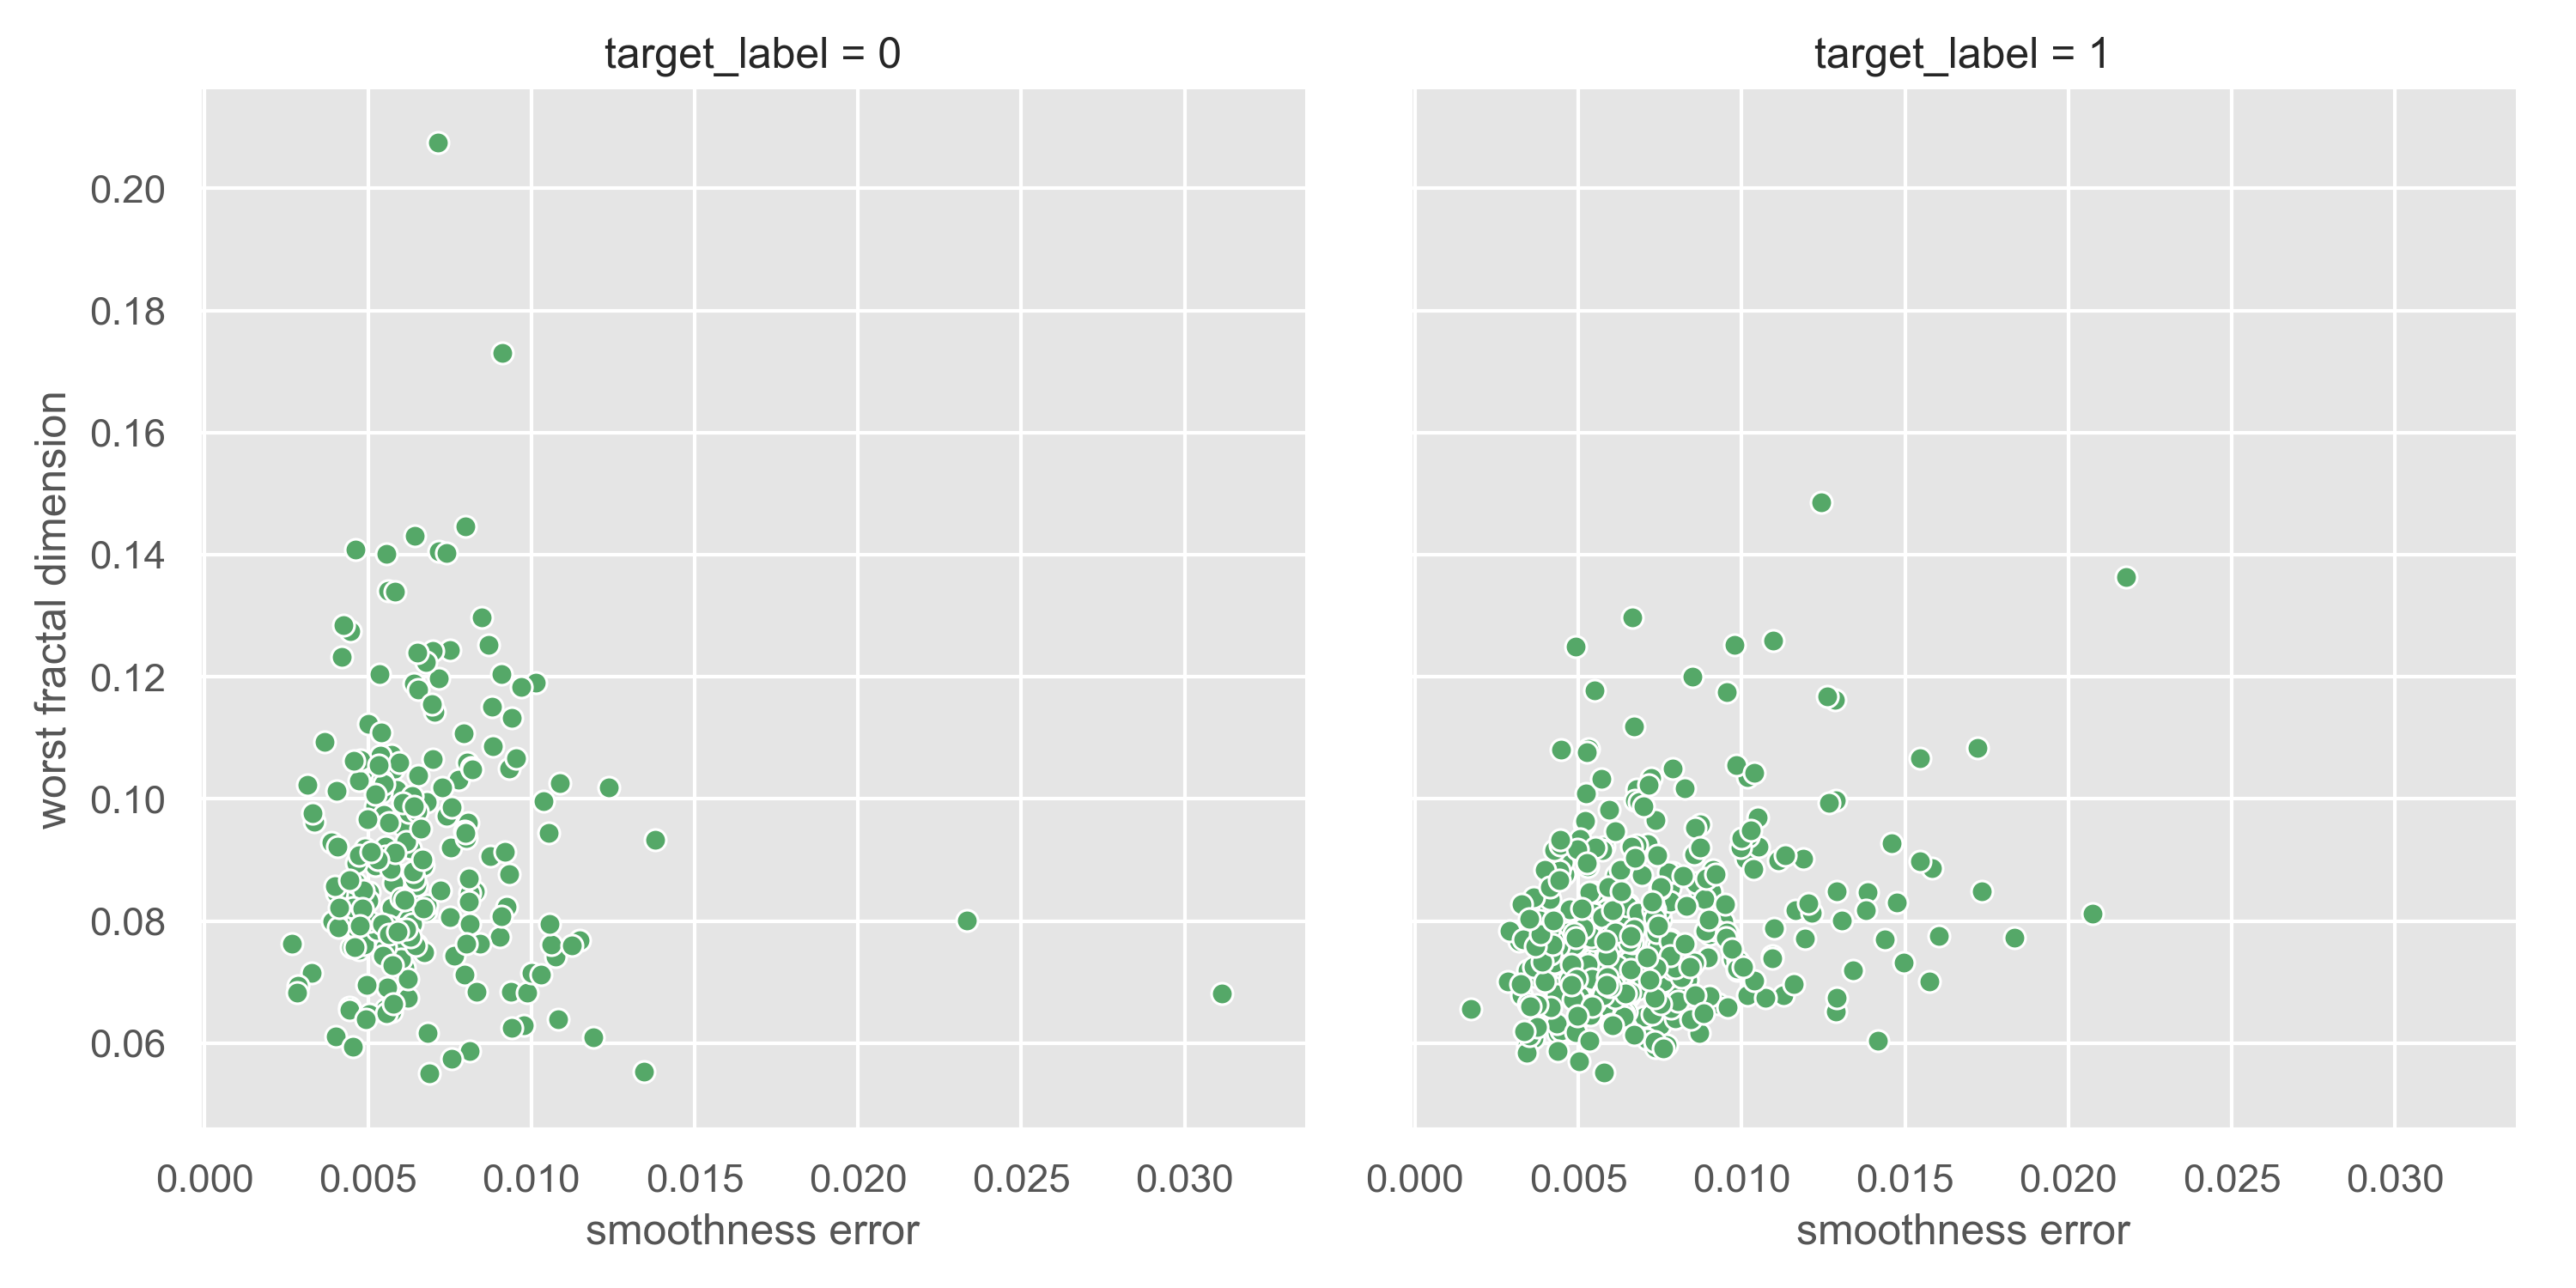 target_label = 0
target_label = 1
worst fractal dimension
0.20
0.18
0.16
0.14
0.12
0.10
0.08
0.06
0.000 0.005 0.010 0.015 0.020 0.025 0.030
0.000 0.005 0.010 0.015 0.020 0.025 0.030
smoothness error
smoothness error